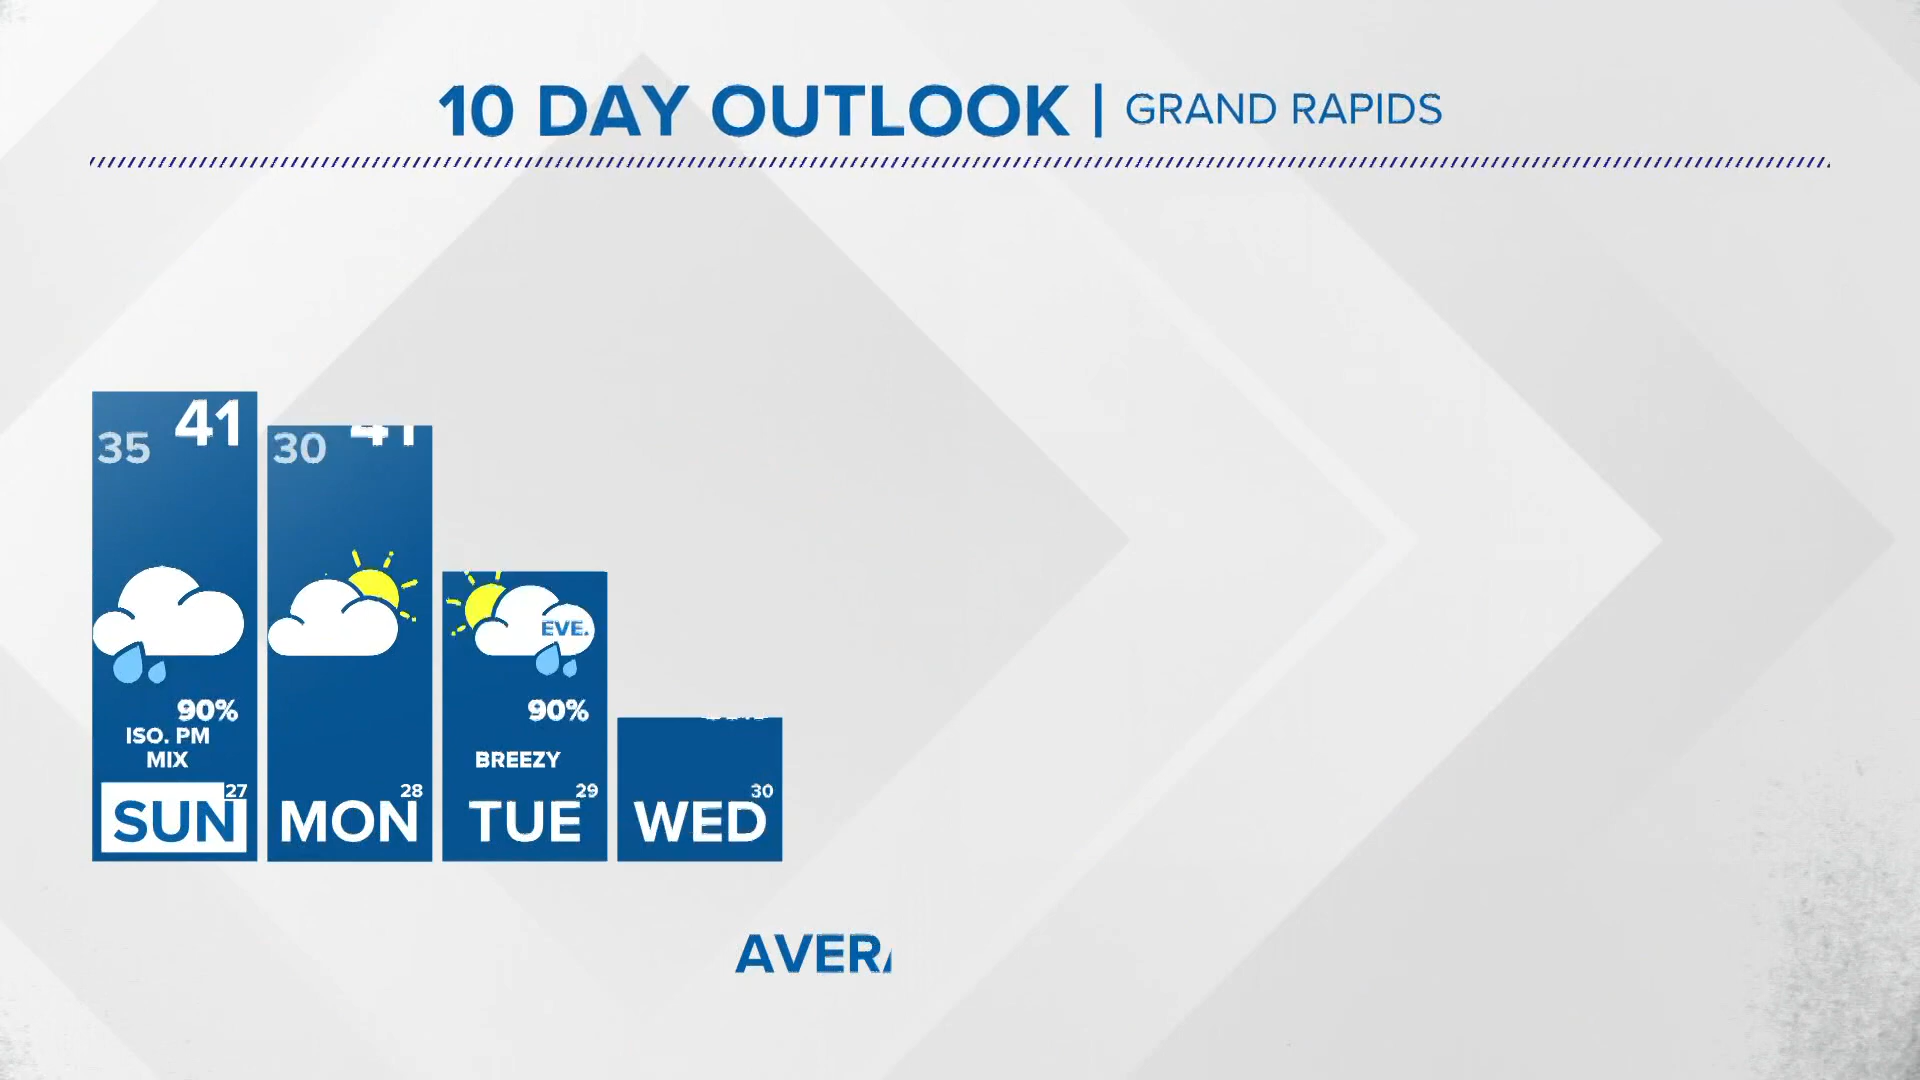 10 DAY OUTLOOK | GRAND RAPIDS
35 41
30
EVE.
90%
90%
ISO. PM
MIX
BREEZY
27
28
29
30
SUN
MON
TUE
WED
AVER